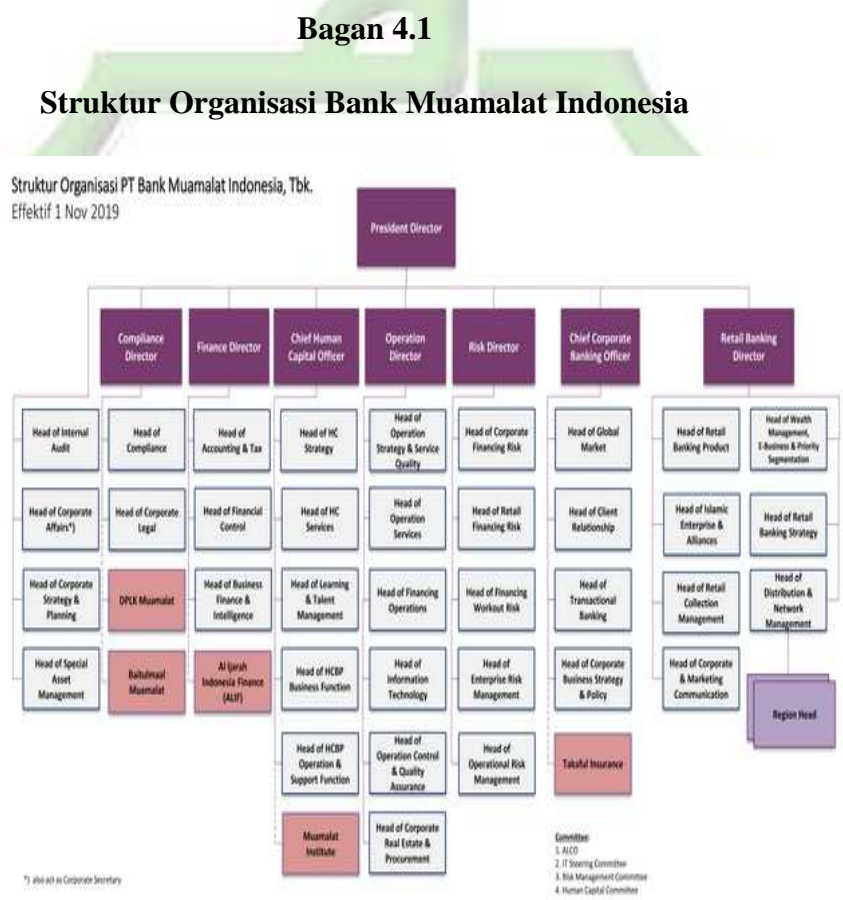 Bagan 4.1
Struktur Organisasi Bank Muamalat Indonesia
Struktur Organisasi PT Bank Muamalat Indonesia, Tbk.
Effektif 1 Nov 2019
President Director
Compliance
Director
Finance Director
Chief Human
Capital Officer
Operation
Director
Risk Director
Chief Corporate
Banking Officer
Retail Banking
Director
Head of Internal
Audit
Head of Corporate
Affairs*)
Head of Corporate
Strategy &
Planning
Head of Special
Asset
Management
Head of
Compliance
Head of Corporate
Legal
DPLK Muamalat
Baitulmaal
Muamalat
Head of
Accounting & Tax
Head of Financial
Control
Head of Business
Finance &
Intelligence
Al Ijarah
Indonesia Finance
(ALIF)
Head of HC
Strategy
Head of HC
Services
Head of Learning
& Talent
Management
Head of HCBP
Business Function
Head of HCBP
Operation &
Support Function
Muamalat
Institute
Head of
Operation
Strategy & Service
Quality
Head of
Operation
Services
Head of Financing
Operations
Head of
Information
Technology
Head of
Operation Control
& Quality
Assurance
Head of Corporate
Real Estate &
Procurement
Head of Corporate
Financing Risk
Head of Retail
Financing Risk
Head of Financing
Workout Risk
Head of
Enterprise Risk
Management
Head of
Operational Risk
Management
Head of Global
Market
Head of Client
Relationship
Head of
Transactional
Banking
Head of Corporate
Business Strategy
& Policy
Takaful Insurance
Head of Retail
Banking Product
Head of Islamic
Enterprise &
Alliances
Head of Retail
Collection
Management
Head of Corporate
& Marketing
Communication
Head of Wealth
Management,
E-Business & Priority
Segmentation
Head of Retail
Banking Strategy
Head of
Distribution &
Network
Management
Region Head
Committee:
1. ALCO
2. IT Steering Committee
3. Risk Management Committee
4. Human Capital Committee
*) also act as Corporate Secretary